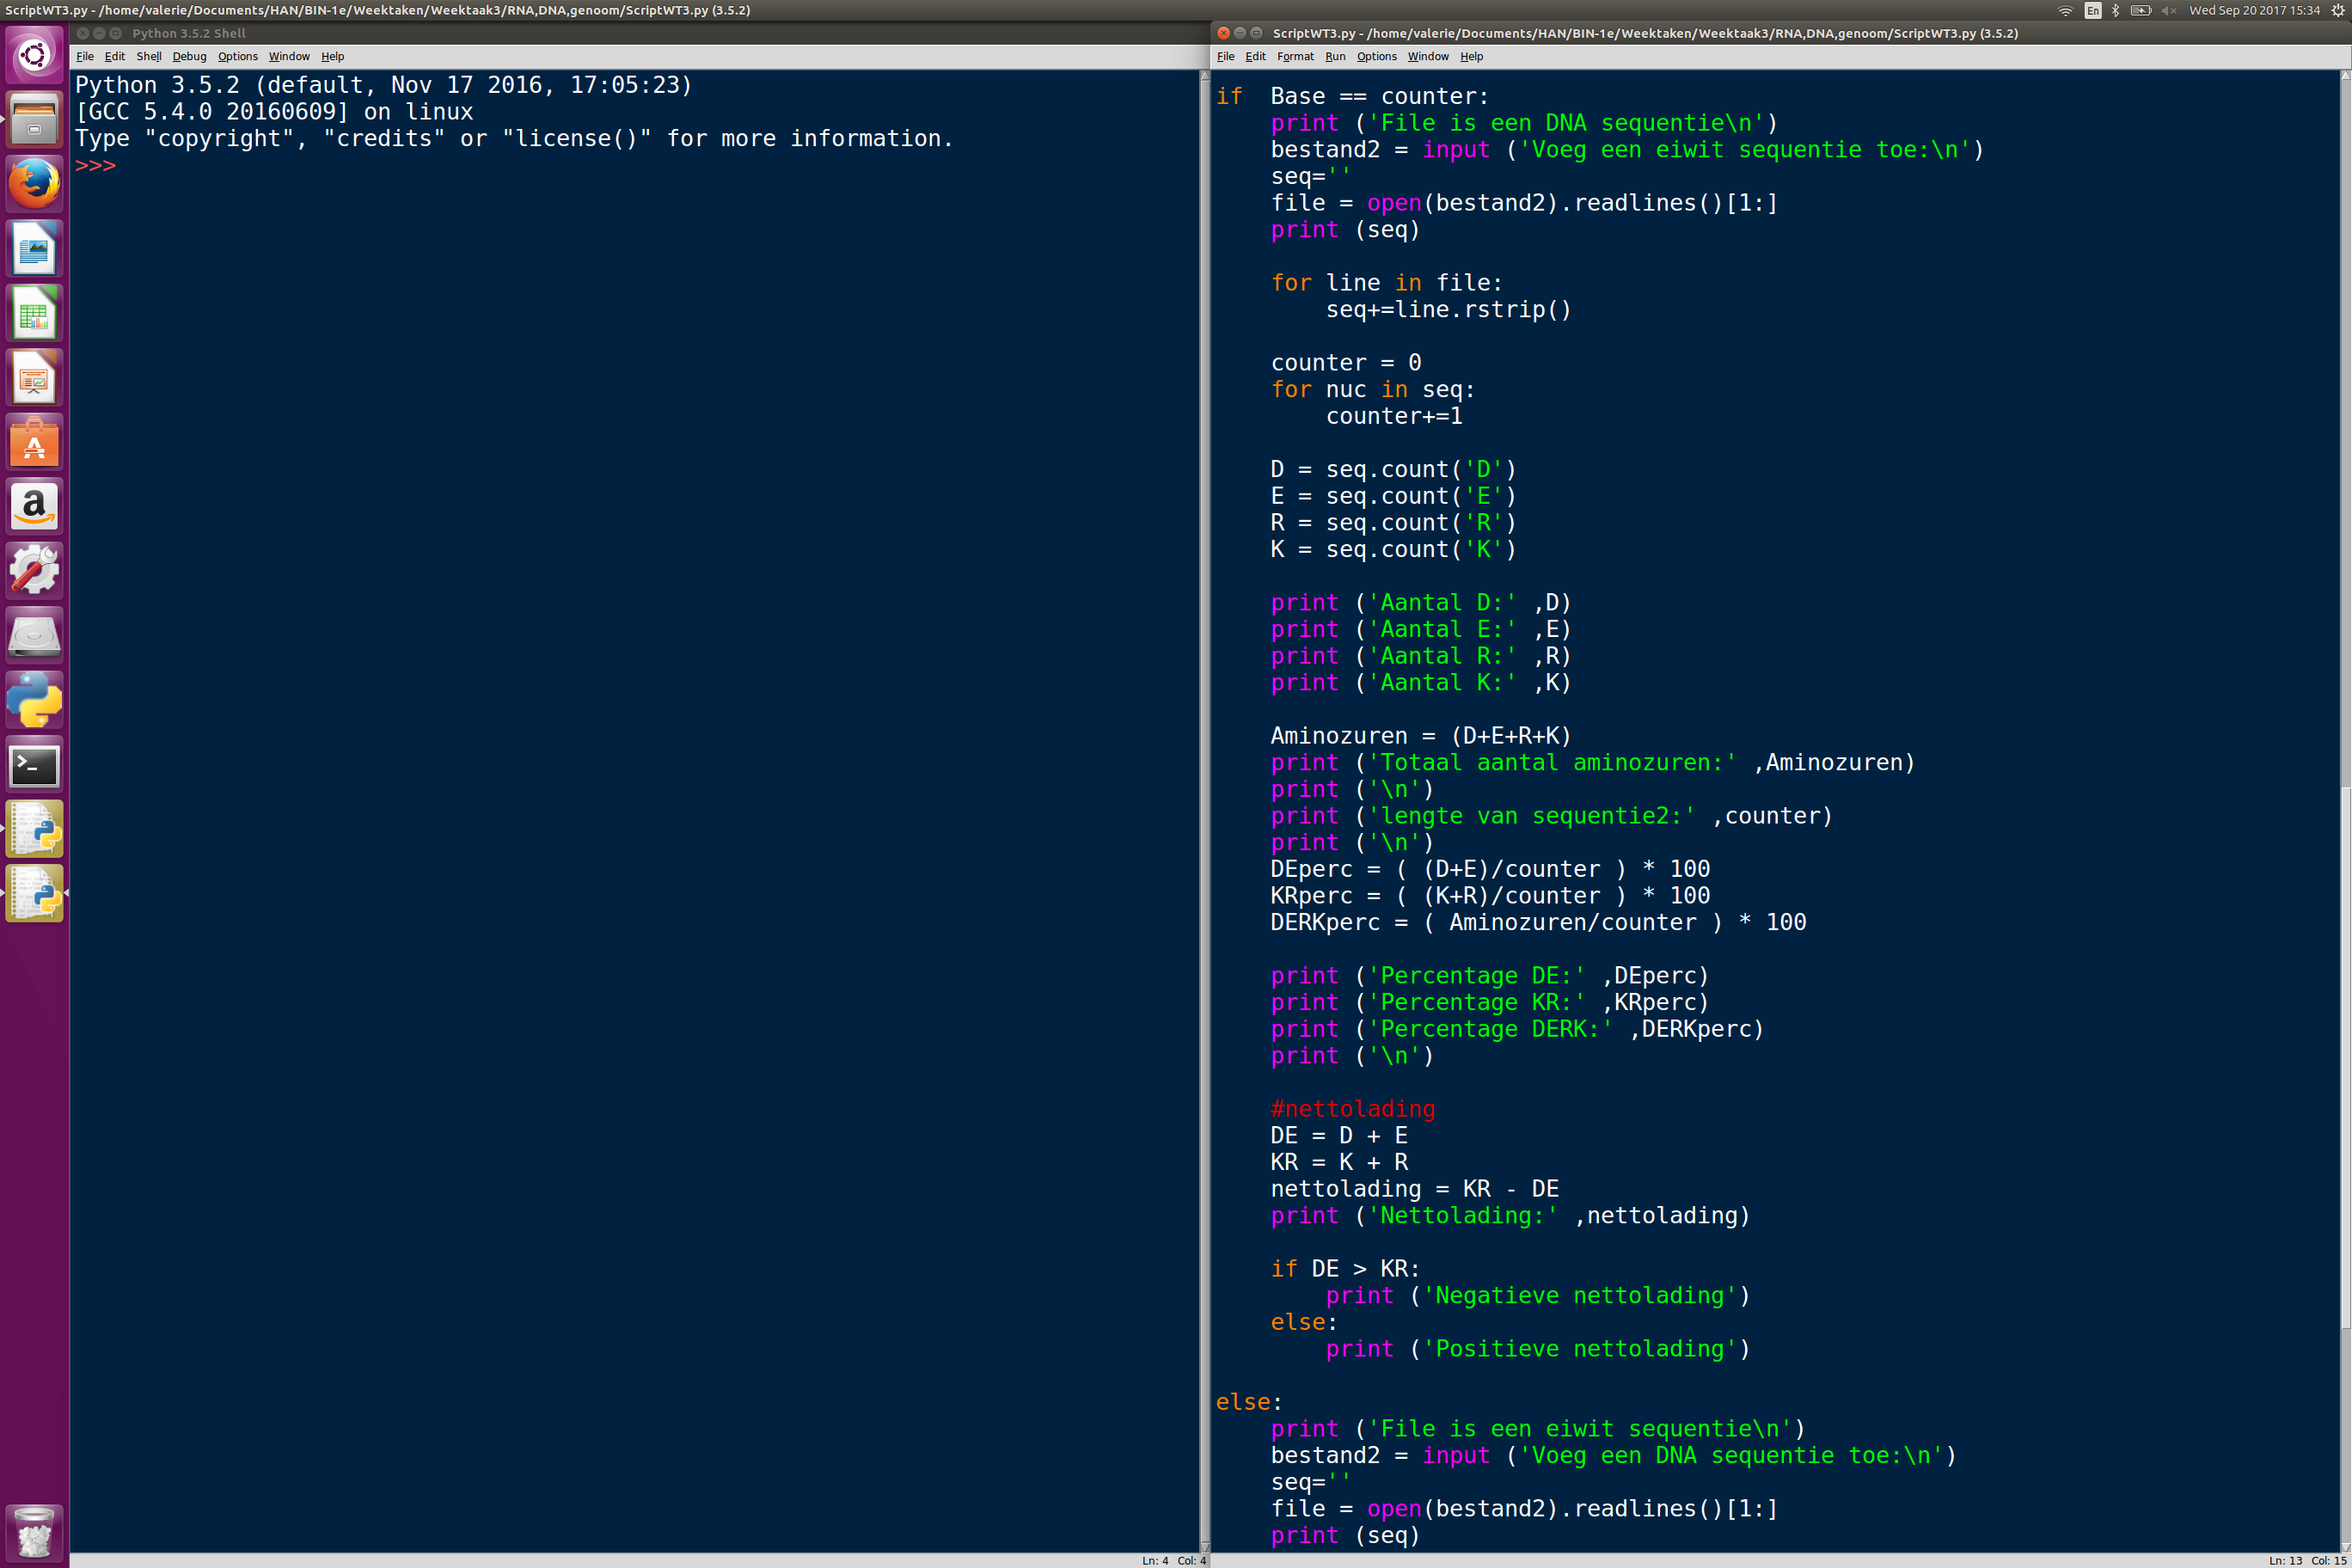 ScriptWT3.py - /home/valerie/Documents/HAN/BIN-1e/Weektaken/Weektaak3/RNA,DNA,genoom/ScriptWT3.py (3.5.2)
En
Wed Sep 20 2017 15:34
Python 3.5.2 Shell
File Edit Shell Debug Options Window Help
Python 3.5.2 (default, Nov 17 2016, 17:05:23)
[GCC 5.4.0 20160609] on linux
Type "copyright", "credits" or "license()" for more information.
>>>
Ln: 4 Col: 4
ScriptWT3.py - /home/valerie/Documents/HAN/BIN-1e/Weektaken/Weektaak3/RNA,DNA,genoom/ScriptWT3.py (3.5.2)
File Edit Format Run Options Window Help
if  Base == counter:
    print ('File is een DNA sequentie\n')
    bestand2 = input ('Voeg een eiwit sequentie toe:\n')
    seq=''
    file = open(bestand2).readlines()[1:]
    print (seq)
    for line in file:
        seq+=line.rstrip()
    counter = 0
    for nuc in seq:
        counter+=1
    D = seq.count('D')
    E = seq.count('E')
    R = seq.count('R')
    K = seq.count('K')
    print ('Aantal D:' ,D)
    print ('Aantal E:' ,E)
    print ('Aantal R:' ,R)
    print ('Aantal K:' ,K)
    Aminozuren = (D+E+R+K)
    print ('Totaal aantal aminozuren:' ,Aminozuren)
    print ('\n')
    print ('lengte van sequentie2:' ,counter)
    print ('\n')
    DEperc = ( (D+E)/counter ) * 100
    KRperc = ( (K+R)/counter ) * 100
    DERKperc = ( Aminozuren/counter ) * 100
    print ('Percentage DE:' ,DEperc)
    print ('Percentage KR:' ,KRperc)
    print ('Percentage DERK:' ,DERKperc)
    print ('\n')
    #nettolading
    DE = D + E
    KR = K + R
    nettolading = KR - DE
    print ('Nettolading:' ,nettolading)
    if DE > KR:
        print ('Negatieve nettolading')
    else:
        print ('Positieve nettolading')
else:
    print ('File is een eiwit sequentie\n')
    bestand2 = input ('Voeg een DNA sequentie toe:\n')
    seq=''
    file = open(bestand2).readlines()[1:]
    print (seq)
Ln: 13 Col: 15